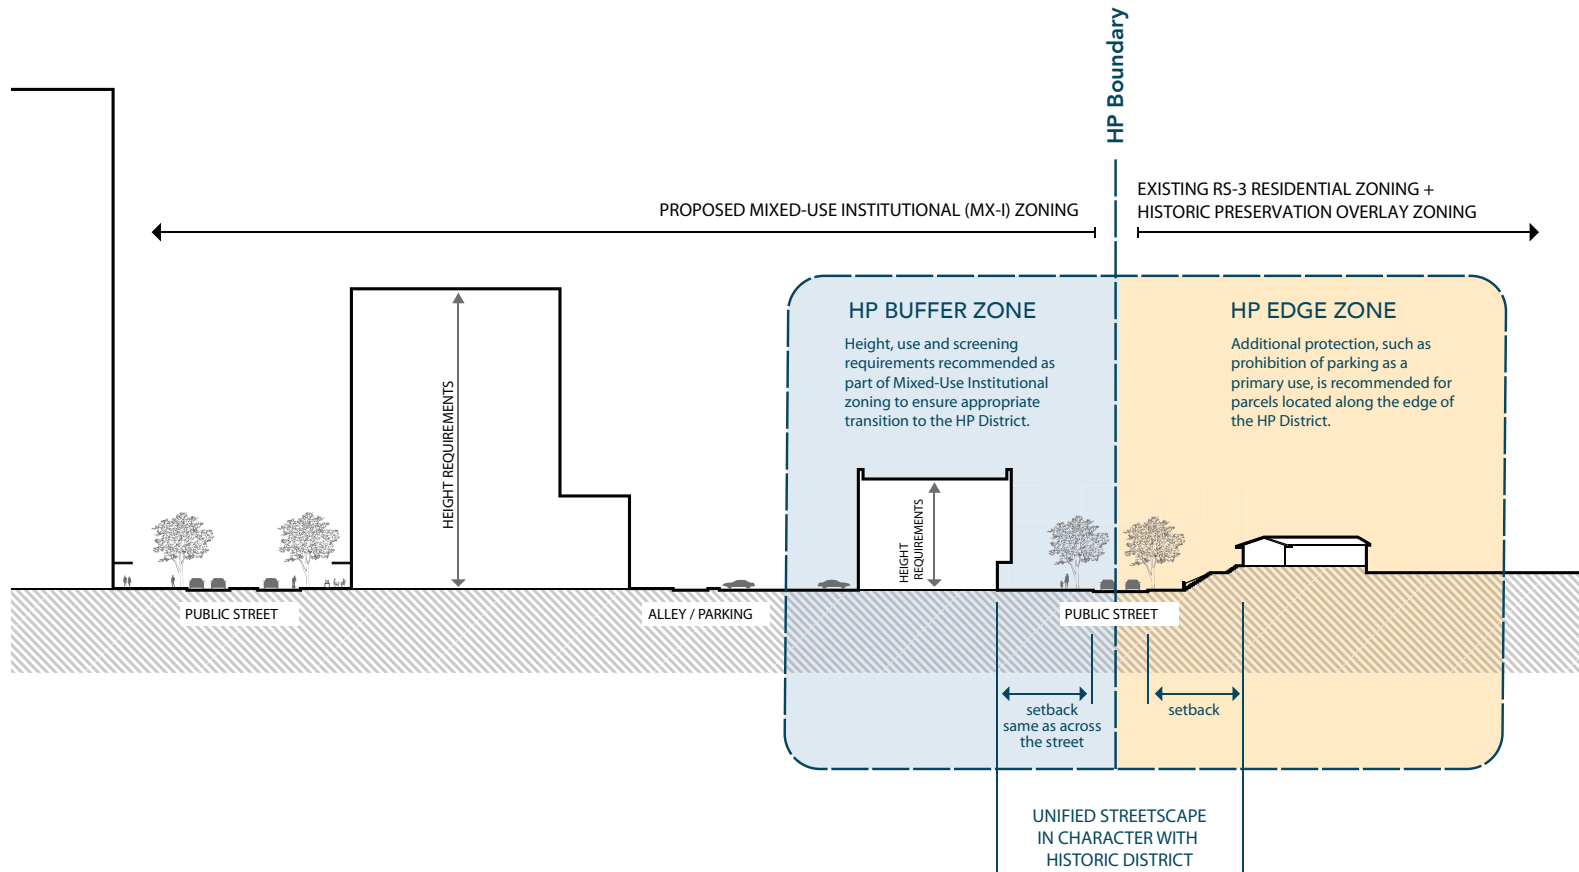 HP Boundary
PROPOSED MIXED-USE INSTITUTIONAL (MX-I) ZONING
EXISTING RS-3 RESIDENTIAL ZONING +
HISTORIC PRESERVATION OVERLAY ZONING
HP BUFFER ZONE
Height, use and screening
requirements recommended as
part of Mixed-Use Institutional
zoning to ensure appropriate
transition to the HP District.
HP EDGE ZONE
Additional protection, such as
prohibition of parking as a
primary use, is recommended for
parcels located along the edge of
the HP District.
HEIGHT REQUIREMENTS
HEIGHT
REQUIREMENTS
PUBLIC STREET
ALLEY / PARKING
PUBLIC STREET
setback
same as across
the street
setback
UNIFIED STREETSCAPE
IN CHARACTER WITH
HISTORIC DISTRICT